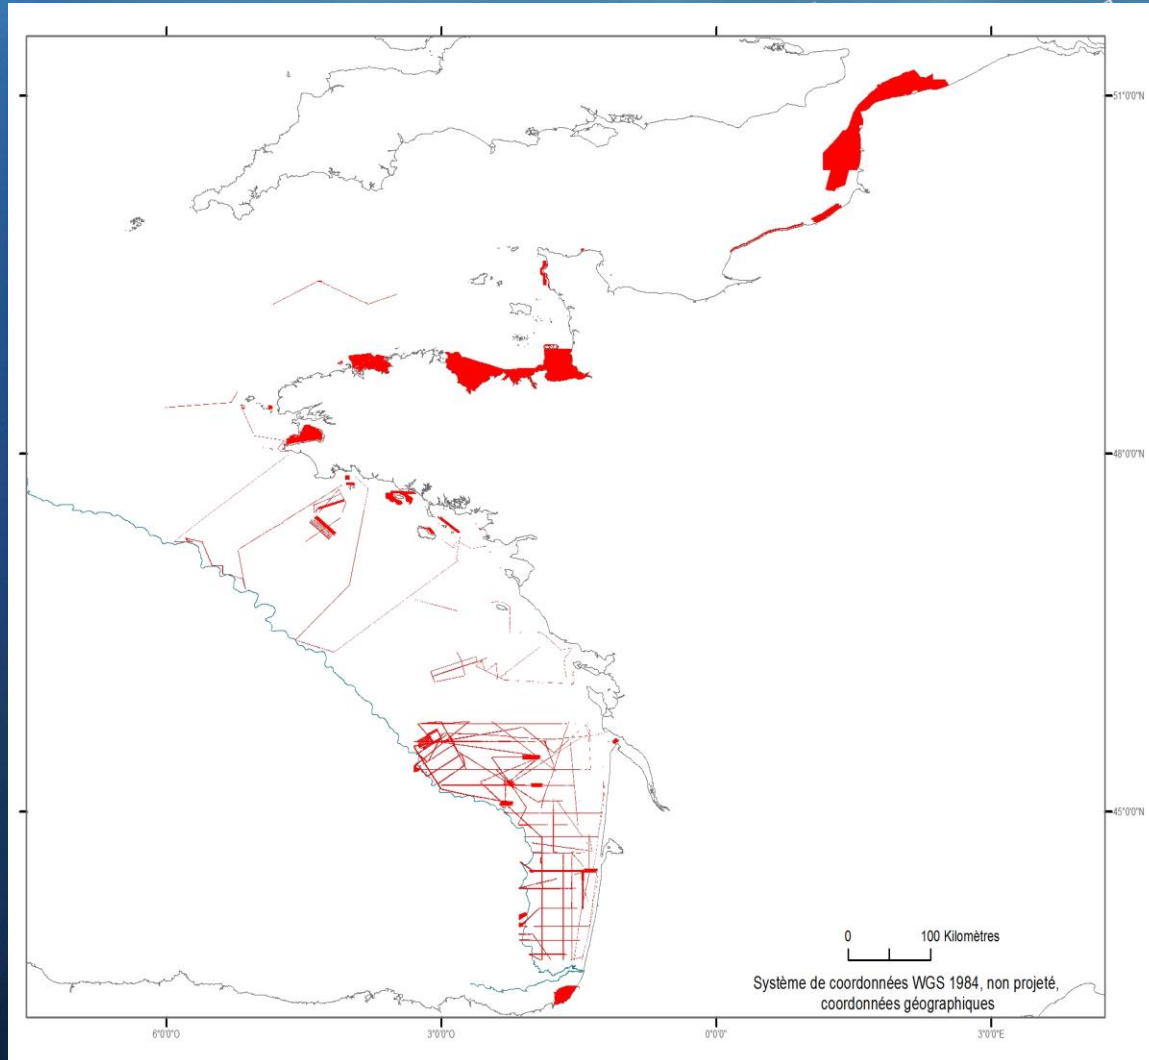 51°0'0"N
48°0'0"N
45°0'0"N
0 100 Kilomètres
Système de coordonnées WGS 1984, non projeté,
coordonnées géographiques
6°0'0"O 3°0'0"O 0°0'0" 3°0'0"E